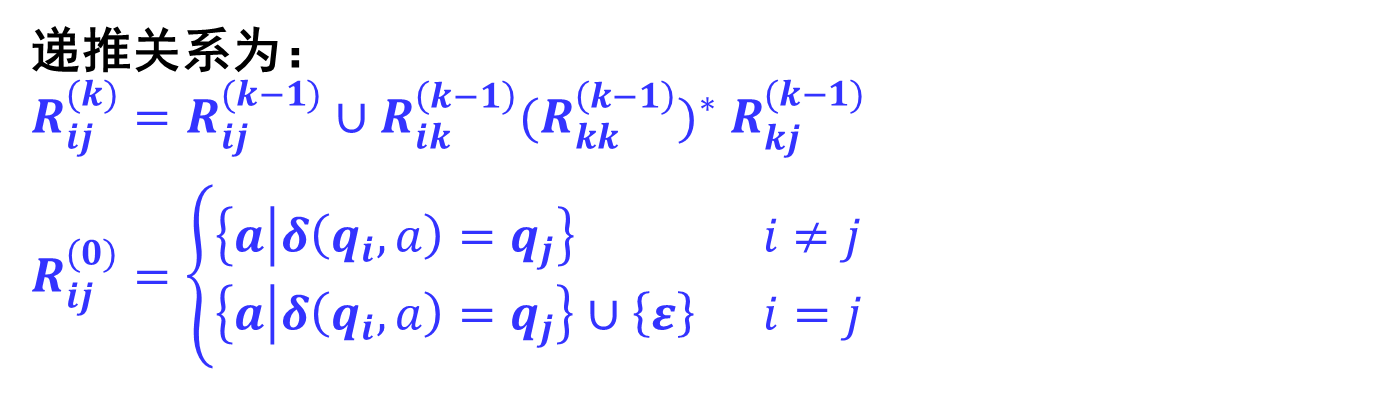 递推关系为：
R_{ij}^{(k)} = R_{ij}^{(k-1)} ∪ R_{ik}^{(k-1)}(R_{kk}^{(k-1)})^* R_{kj}^{(k-1)}
R_{ij}^{(0)} = { {a|δ(q_i,a) = q_j} i ≠ j
{a|δ(q_i,a) = q_j} ∪ {ε} i = j